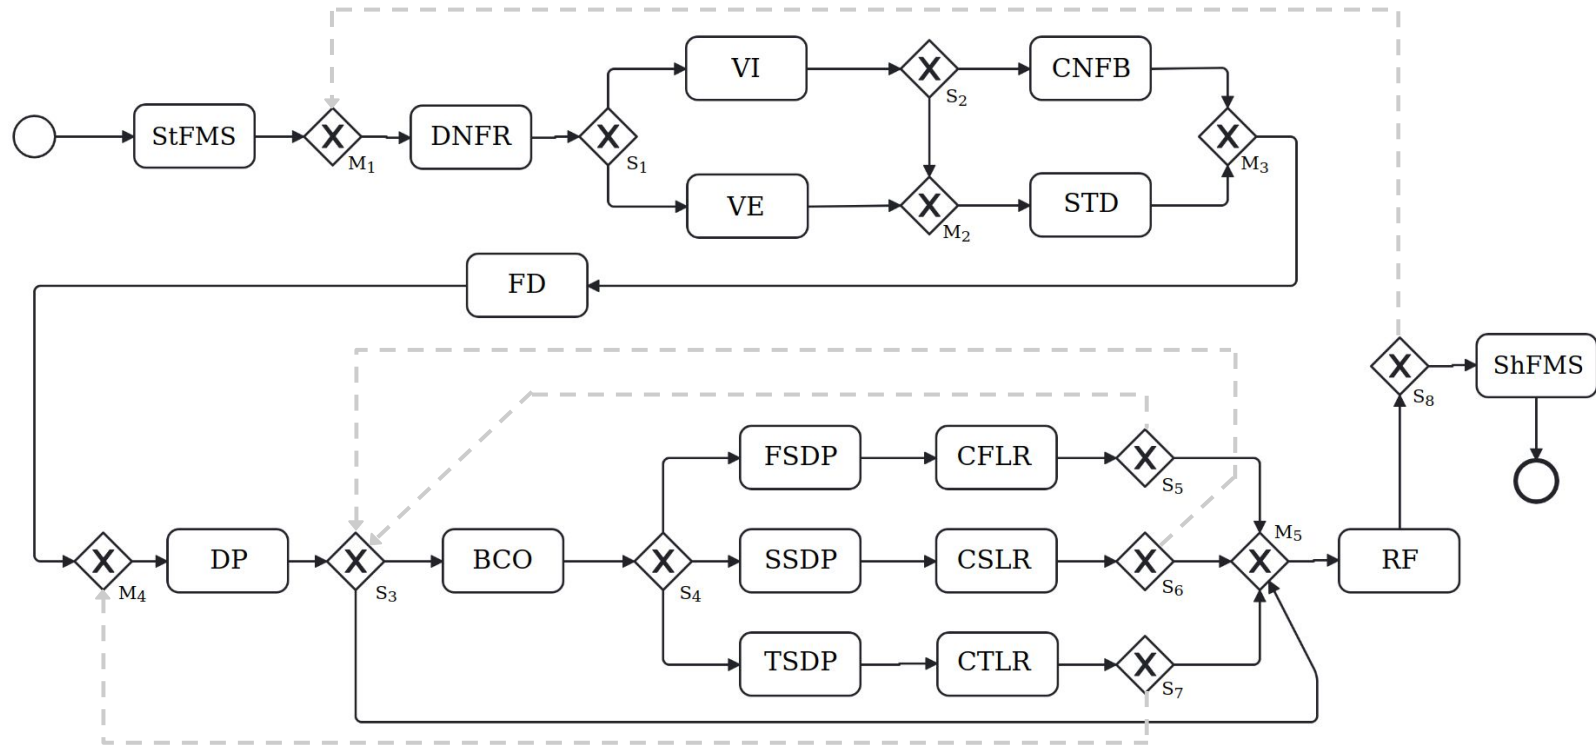 VI
CNFB
S2
StFMS
DNFR
M1
S1
M3
VE
STD
M2
FD
ShFMS
S8
FSDP
CFLR
S5
M5
DP
BCO
SSDP
CSLR
RF
M4
S3
S4
S6
TSDP
CTLR
S7